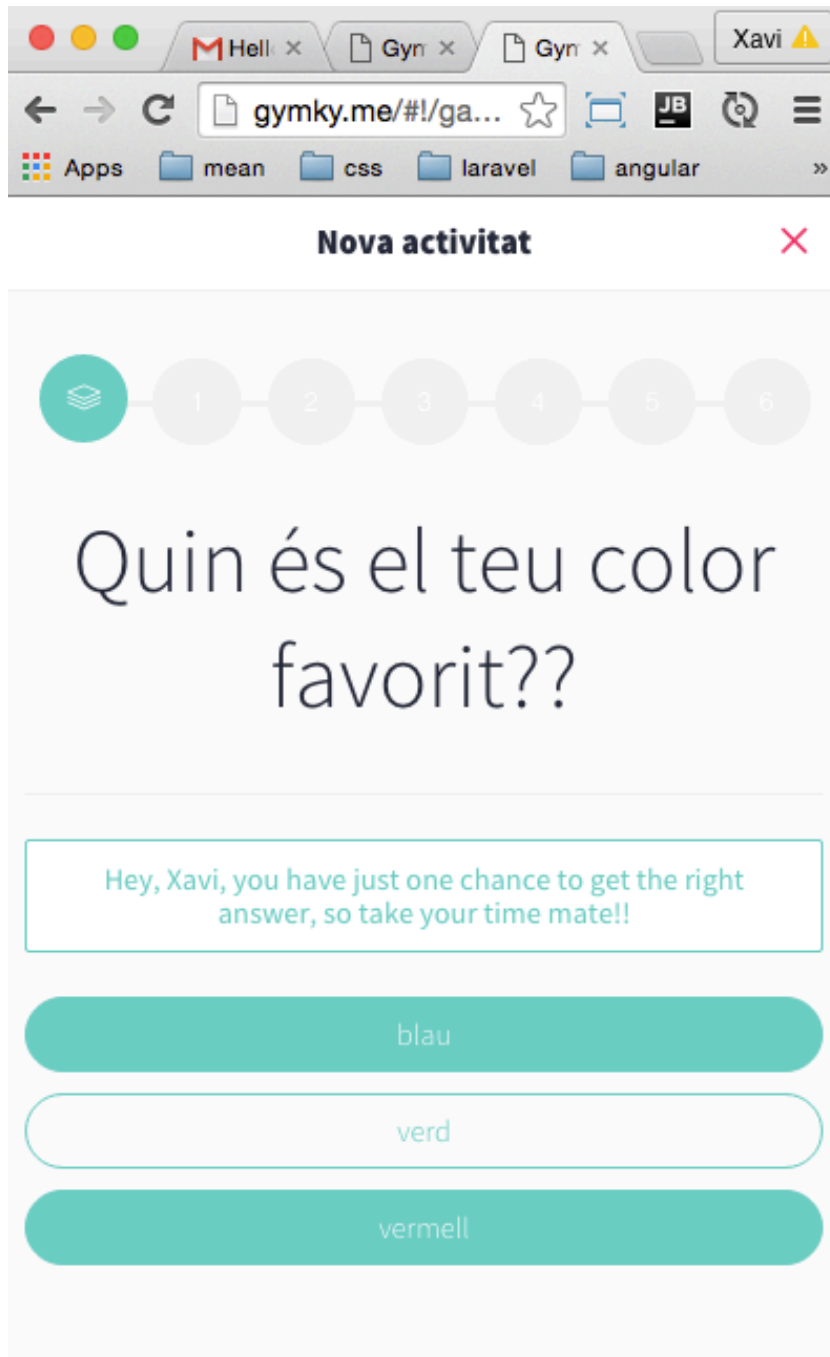 Hell
Gym
Gym
Xavi
gymky.me/#!/ga...
JB
Apps
mean
css
laravel
angular
»
Nova activitat
1
2
3
4
5
6
Quin és el teu color
favorit??
Hey, Xavi, you have just one chance to get the right
answer, so take your time mate!!
blau
verd
vermell